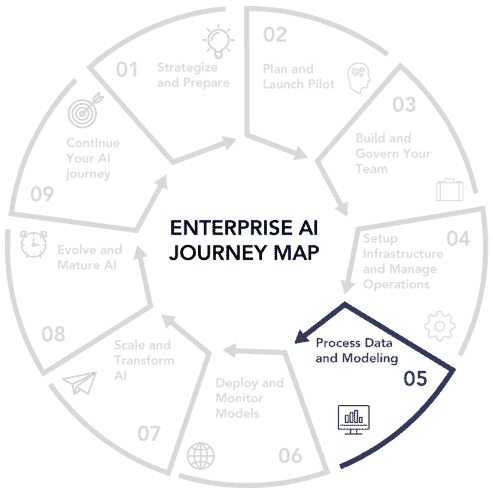 ENTERPRISE AI
JOURNEY MAP
01
Strategize
and Prepare
02
Plan and
Launch Pilot
03
Build and
Govern Your
Team
04
Setup
Infrastructure
and Manage
Operations
Process Data
and Modeling
05
Deploy and
Monitor
Models
06
Scale and
Transform
AI
07
Evolve and
Mature AI
08
Continue
Your AI
journey
09